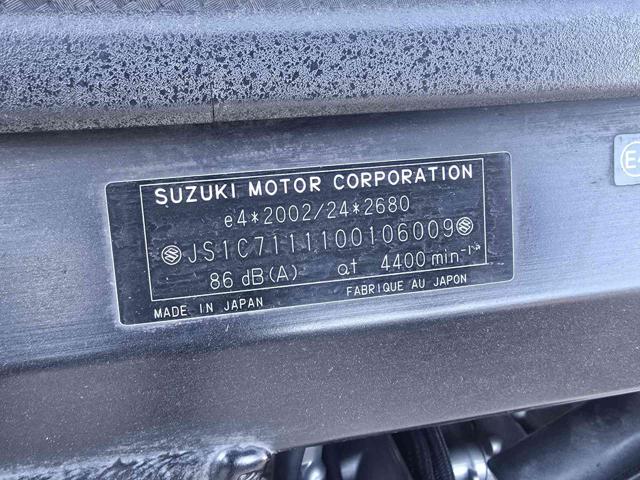 SUZUKI MOTOR CORPORATION
e4*2002/24*2680
JS1C7111100106009
86 dB(A) at 4400 min-¹
MADE IN JAPAN FABRIQUE AU JAPON
E